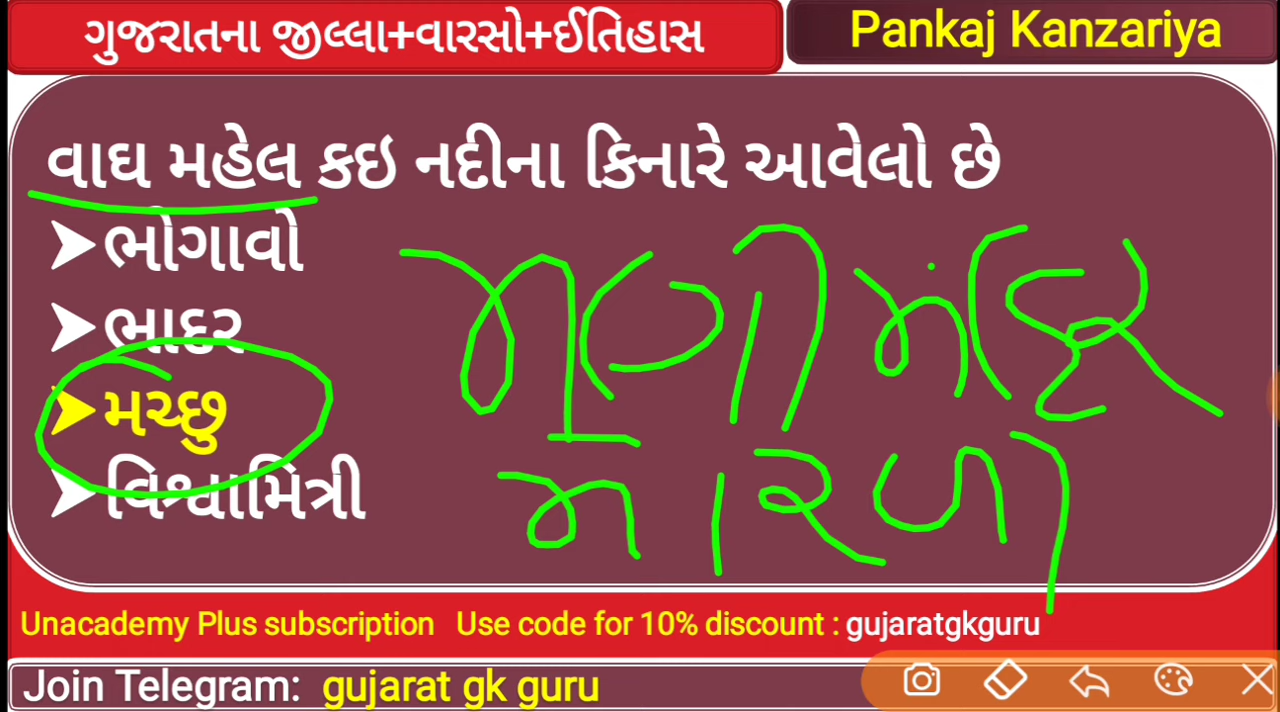 ગુજરાતના જીલ્લા+વારસો+ઈતિહાસ
Pankaj Kanzariya
વાઘ મહેલ કઇ નદીના કિનારે આવેલો છે
➤ભોગાવો
➤ભાદર
➤મચ્છુ
➤વિશ્વામિત્રી
મણી મંદિર
Unacademy Plus subscription Use code for 10% discount : gujaratgkguru
Join Telegram: gujarat gk guru